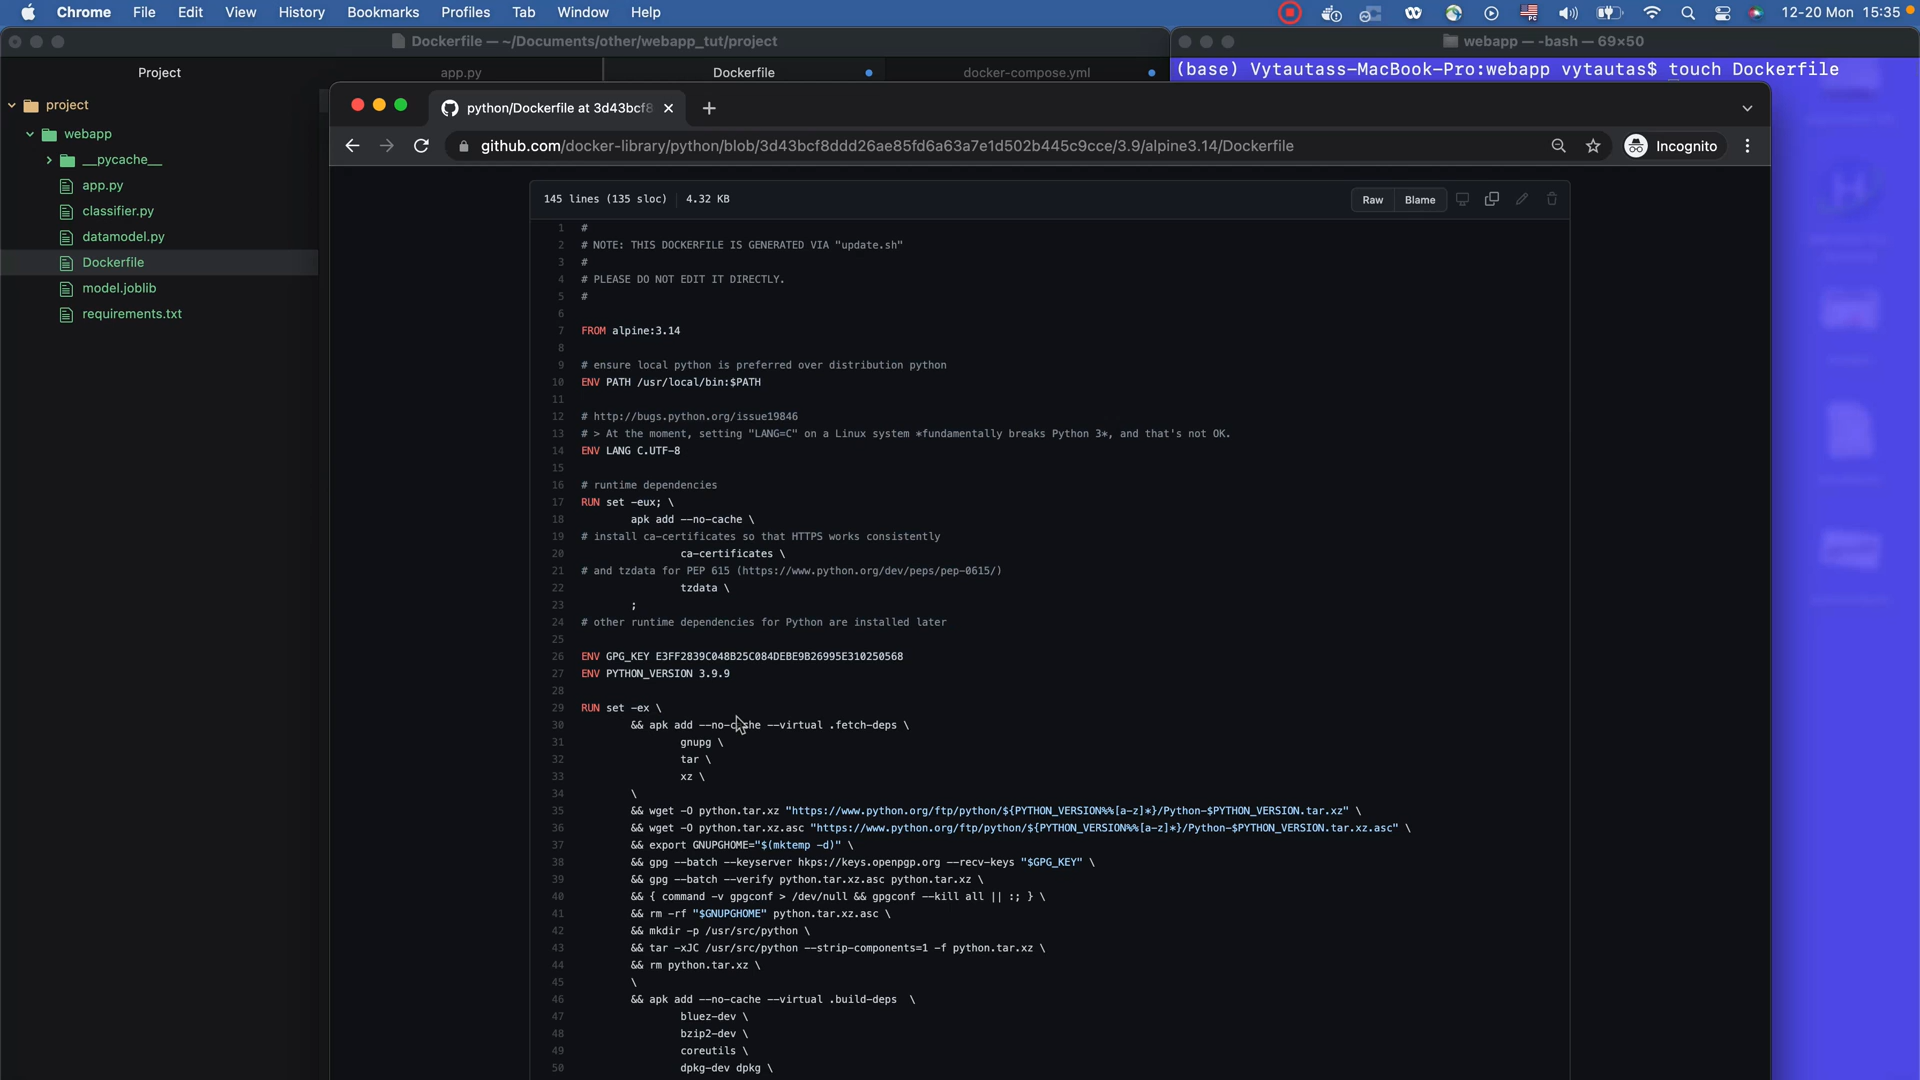 Chrome File Edit View History Bookmarks Profiles Tab Window Help 12-20 Mon 15:35
Dockerfile — ~/Documents/other/webapp_tut/project
webapp — -bash — 69×50
Project
app.py
Dockerfile
docker-compose.yml
(base) Vytautass-MacBook-Pro:webapp vytautas$ touch Dockerfile
project
webapp
__pycache__
app.py
classifier.py
datamodel.py
Dockerfile
model.joblib
requirements.txt
python/Dockerfile at 3d43bcf8
github.com/docker-library/python/blob/3d43bcf8ddd26ae85fd6a63a7e1d502b445c9cce/3.9/alpine3.14/Dockerfile
Incognito
145 lines (135 sloc) 4.32 KB
Raw Blame
1 #
2 # NOTE: THIS DOCKERFILE IS GENERATED VIA "update.sh"
3 #
4 # PLEASE DO NOT EDIT IT DIRECTLY.
5 #
6
7 FROM alpine:3.14
8
9 # ensure local python is preferred over distribution python
10 ENV PATH /usr/local/bin:$PATH
11
12 # http://bugs.python.org/issue19846
13 # > At the moment, setting "LANG=C" on a Linux system *fundamentally breaks Python 3*, and that's not OK.
14 ENV LANG C.UTF-8
15
16 # runtime dependencies
17 RUN set -eux; \
18 apk add --no-cache \
19 # install ca-certificates so that HTTPS works consistently
20 ca-certificates \
21 # and tzdata for PEP 615 (https://www.python.org/dev/peps/pep-0615/)
22 tzdata \
23 ;
24 # other runtime dependencies for Python are installed later
25
26 ENV GPG_KEY E3FF2839C048B25C084DEBE9B26995E310250568
27 ENV PYTHON_VERSION 3.9.9
28
29 RUN set -ex \
30 && apk add --no-cache --virtual .fetch-deps \
31 gnupg \
32 tar \
33 xz \
34 \
35 && wget -O python.tar.xz "https://www.python.org/ftp/python/${PYTHON_VERSION%%[a-z]*}/Python-$PYTHON_VERSION.tar.xz" \
36 && wget -O python.tar.xz.asc "https://www.python.org/ftp/python/${PYTHON_VERSION%%[a-z]*}/Python-$PYTHON_VERSION.tar.xz.asc" \
37 && export GNUPGHOME="$(mktemp -d)" \
38 && gpg --batch --keyserver hkps://keys.openpgp.org --recv-keys "$GPG_KEY" \
39 && gpg --batch --verify python.tar.xz.asc python.tar.xz \
40 && { command -v gpgconf > /dev/null && gpgconf --kill all || :; } \
41 && rm -rf "$GNUPGHOME" python.tar.xz.asc \
42 && mkdir -p /usr/src/python \
43 && tar -xJC /usr/src/python --strip-components=1 -f python.tar.xz \
44 && rm python.tar.xz \
45 \
46 && apk add --no-cache --virtual .build-deps \
47 bluez-dev \
48 bzip2-dev \
49 coreutils \
50 dpkg-dev dpkg \